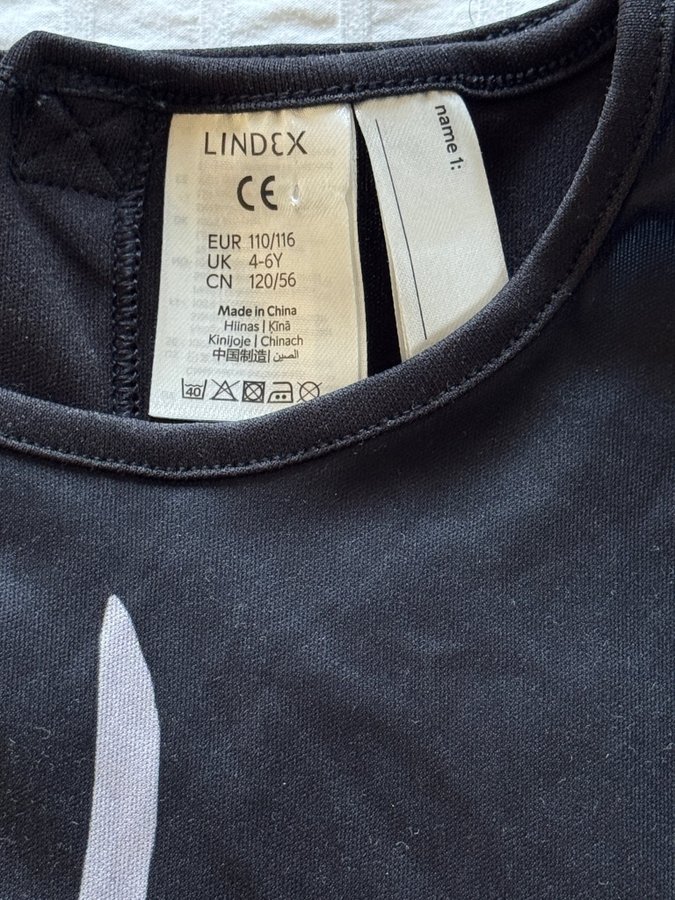 LINDEX
CE
EUR 110/116
UK 4-6Y
CN 120/56
Made in China
Hiinas | Ķīnā
Kinijoje | Chinach
中国制造 | الصين
40
name 1: